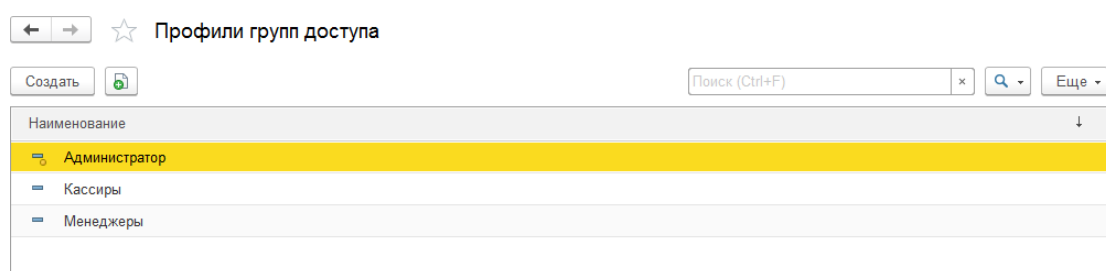 Профили групп доступа
Создать
Поиск (Ctrl+F)
Еще
Наименование
Администратор
Кассиры
Менеджеры